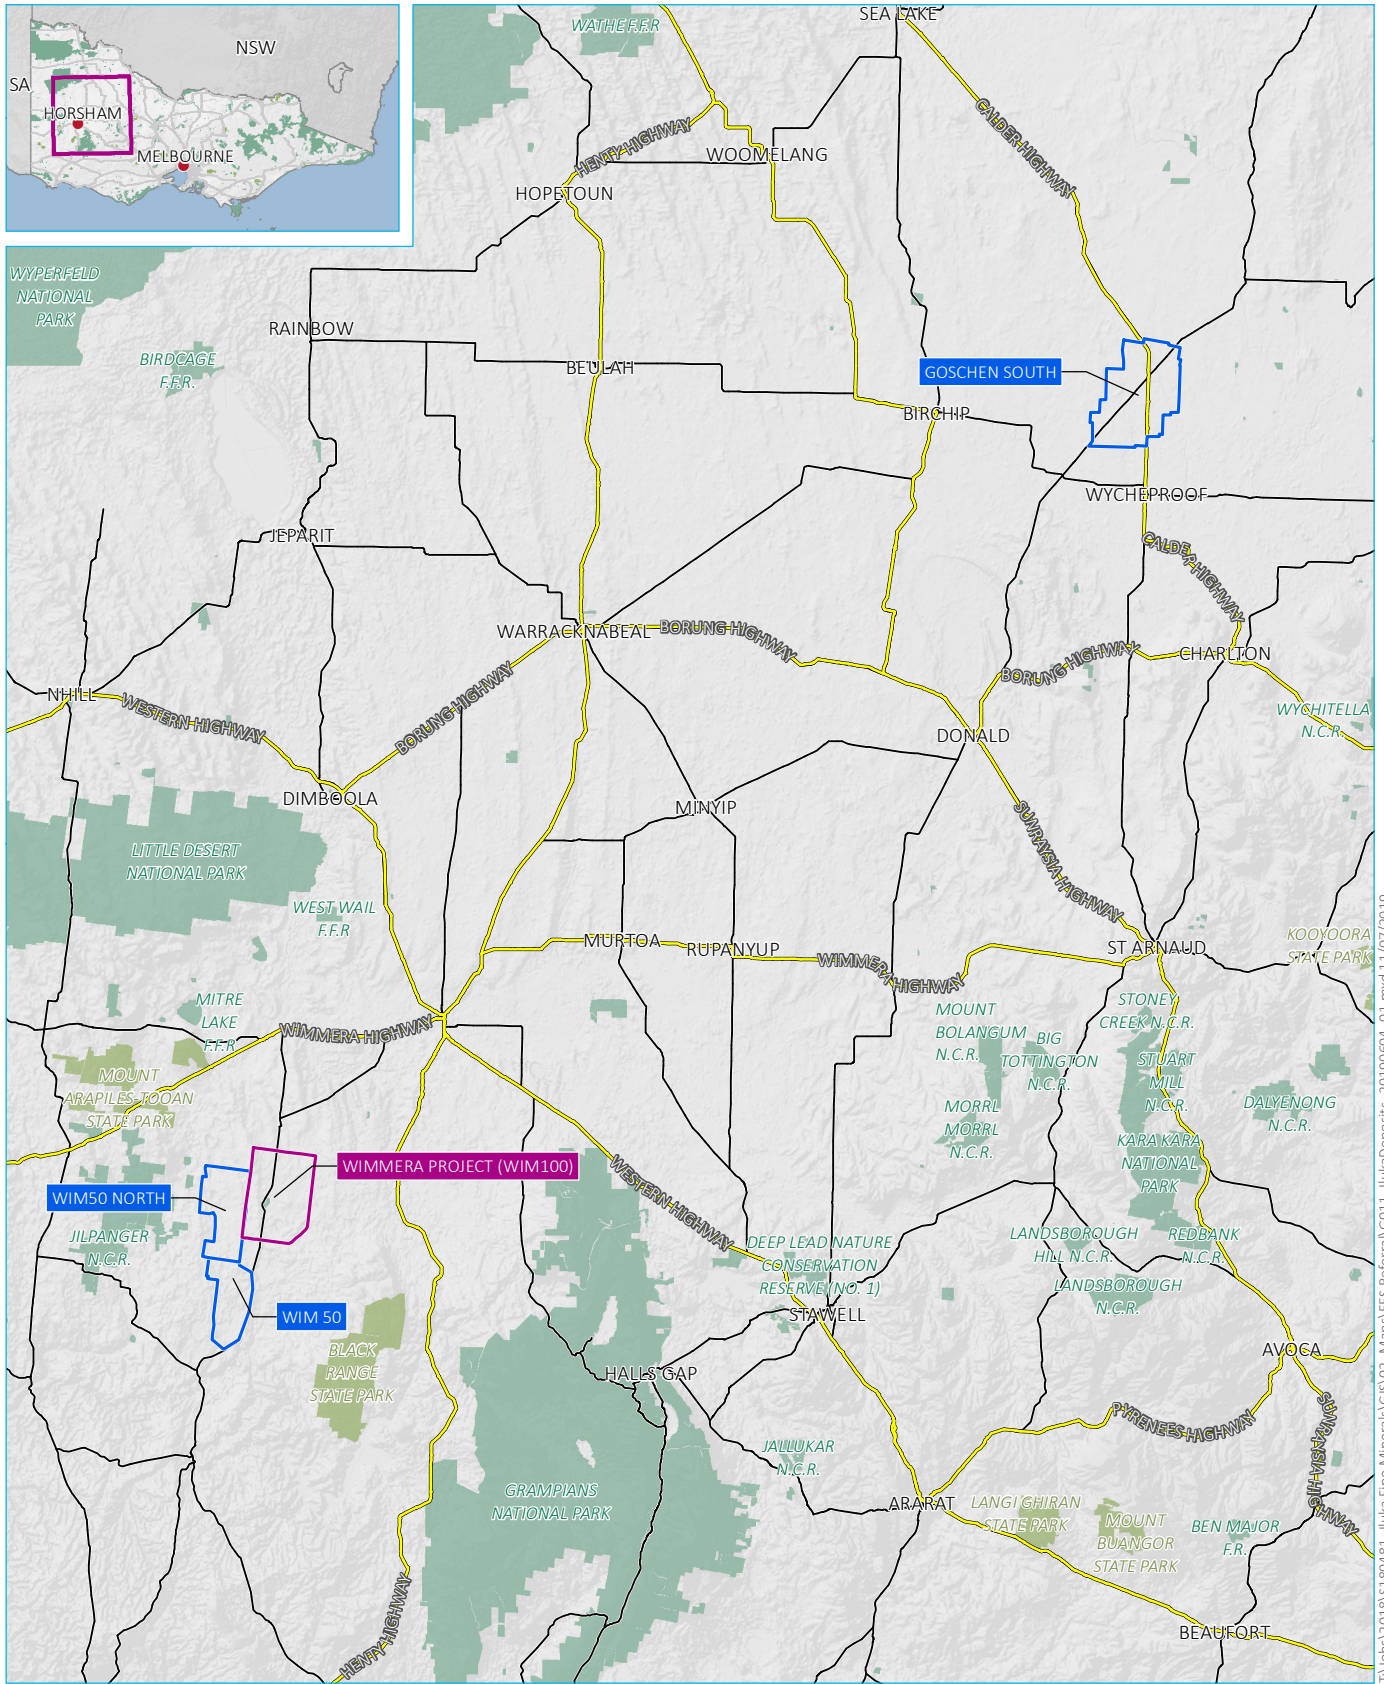 NSW
SA
HORSHAM
MELBOURNE
WATHE F.F.R
SEA LAKE
CALDER HIGHWAY
HENTY HIGHWAY
WOOMELANG
HOPETOUN
WYPERFELD
NATIONAL
PARK
RAINBOW
BIRDCAGE
F.F.R.
BEULAH
GOSCHEN SOUTH
BIRCHIP
WYCHEPROOF
JEPARIT
CALDER HIGHWAY
WARRACKNABEAL
BORUNG HIGHWAY
BORUNG HIGHWAY
CHARLTON
NHILL
WESTERN HIGHWAY
BORUNG HIGHWAY
WYCHITELLA
N.C.R.
DONALD
DIMBOOLA
MINYIP
SUNRAYSIA HIGHWAY
LITTLE DESERT
NATIONAL PARK
WEST WAIL
F.F.R
MURTOA
RUPANYUP
WIMMERA HIGHWAY
ST ARNAUD
KOOYOORA
STATE PARK
MITRE
LAKE
F.F.R
WIMMERA HIGHWAY
MOUNT
BOLANGUM
N.C.R.
STONEY
CREEK N.C.R.
BIG
TOTTINGTON
N.C.R.
STUART
MILL
N.C.R.
MOUNT
ARAPILES-TOOAN
STATE PARK
MORRL
MORRL
N.C.R.
DALYENONG
N.C.R.
KARA KARA
NATIONAL
PARK
WIMMERA PROJECT (WIM100)
WIM50 NORTH
WESTERN HIGHWAY
JILPANGER
N.C.R.
DEEP LEAD NATURE
CONSERVATION
RESERVE (NO. 1)
LANDSBOROUGH
HILL N.C.R.
REDBANK
N.C.R.
LANDSBOROUGH
N.C.R.
WIM 50
STAWELL
BLACK
RANGE
STATE PARK
AVOCA
HALLS GAP
PYRENEES HIGHWAY
SUNRAYSIA HIGHWAY
JALLUKAR
N.C.R.
GRAMPIANS
NATIONAL PARK
ARARAT
LANGI GHIRAN
STATE PARK
MOUNT
BUANGOR
STATE PARK
BEN MAJOR
F.R.
HENTY HIGHWAY
BEAUFORT